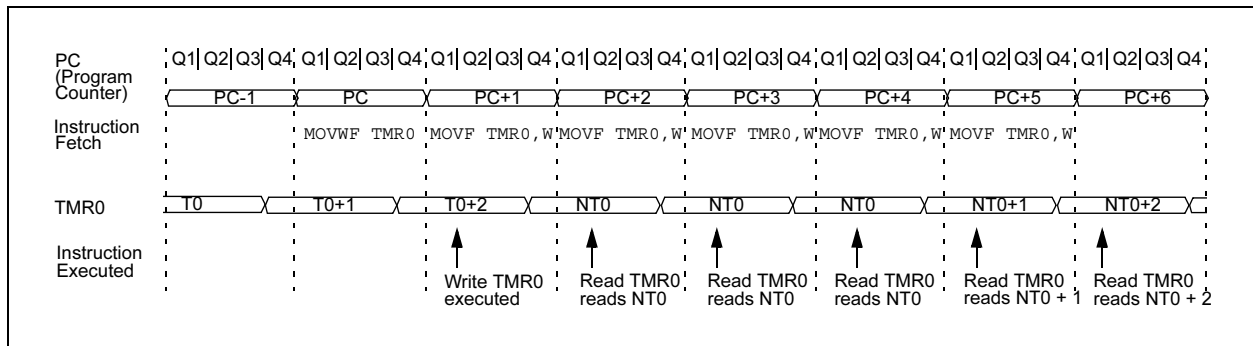 PC
(Program
Counter)
Q1 Q2 Q3 Q4 Q1 Q2 Q3 Q4 Q1 Q2 Q3 Q4 Q1 Q2 Q3 Q4 Q1 Q2 Q3 Q4 Q1 Q2 Q3 Q4 Q1 Q2 Q3 Q4 Q1 Q2 Q3 Q4
PC-1 PC PC+1 PC+2 PC+3 PC+4 PC+5 PC+6
Instruction
Fetch
MOVWF TMR0 MOVF TMR0,W MOVF TMR0,W MOVF TMR0,W MOVF TMR0,W MOVF TMR0,W
TMR0
T0 T0+1 T0+2 NT0 NT0 NT0 NT0+1 NT0+2
Instruction
Executed
Write TMR0
executed
Read TMR0
reads NT0
Read TMR0
reads NT0
Read TMR0
reads NT0
Read TMR0
reads NT0 + 1
Read TMR0
reads NT0 + 2